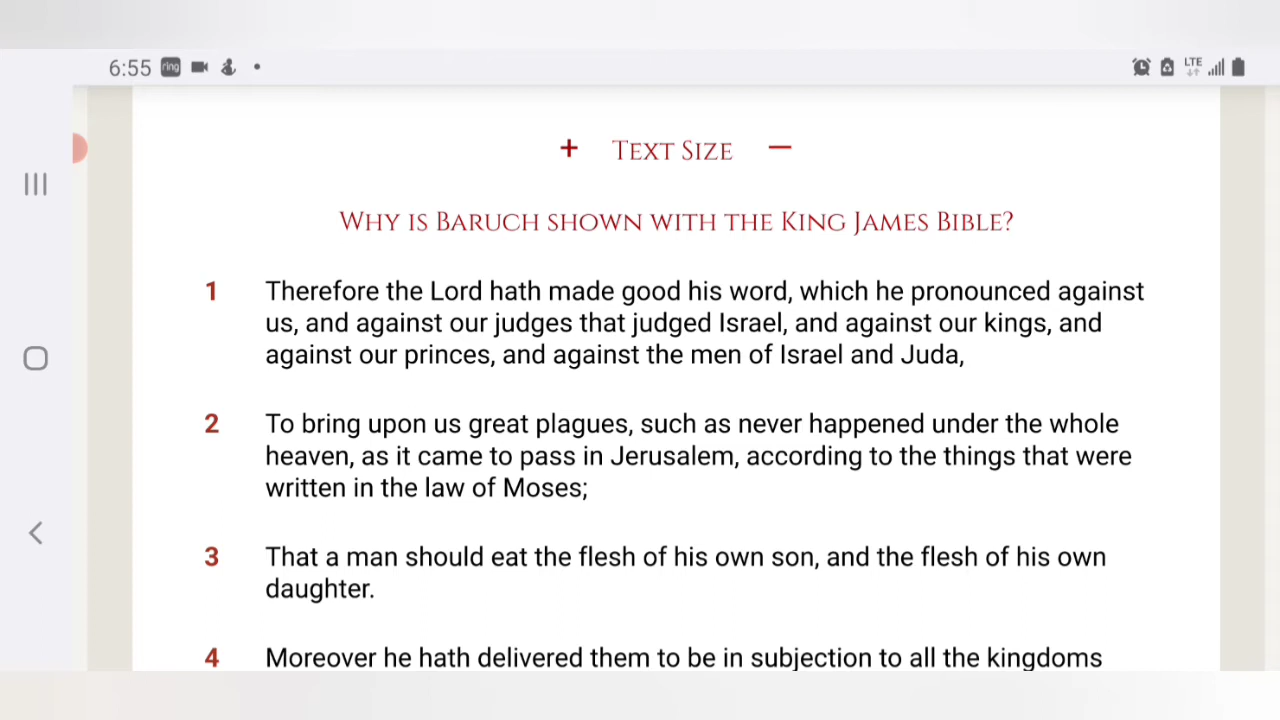 6:55 ring LTE
+ Text Size −
Why is Baruch shown with the King James Bible?
1 Therefore the Lord hath made good his word, which he pronounced against
us, and against our judges that judged Israel, and against our kings, and
against our princes, and against the men of Israel and Juda,
2 To bring upon us great plagues, such as never happened under the whole
heaven, as it came to pass in Jerusalem, according to the things that were
written in the law of Moses;
3 That a man should eat the flesh of his own son, and the flesh of his own
daughter.
4 Moreover he hath delivered them to be in subjection to all the kingdoms